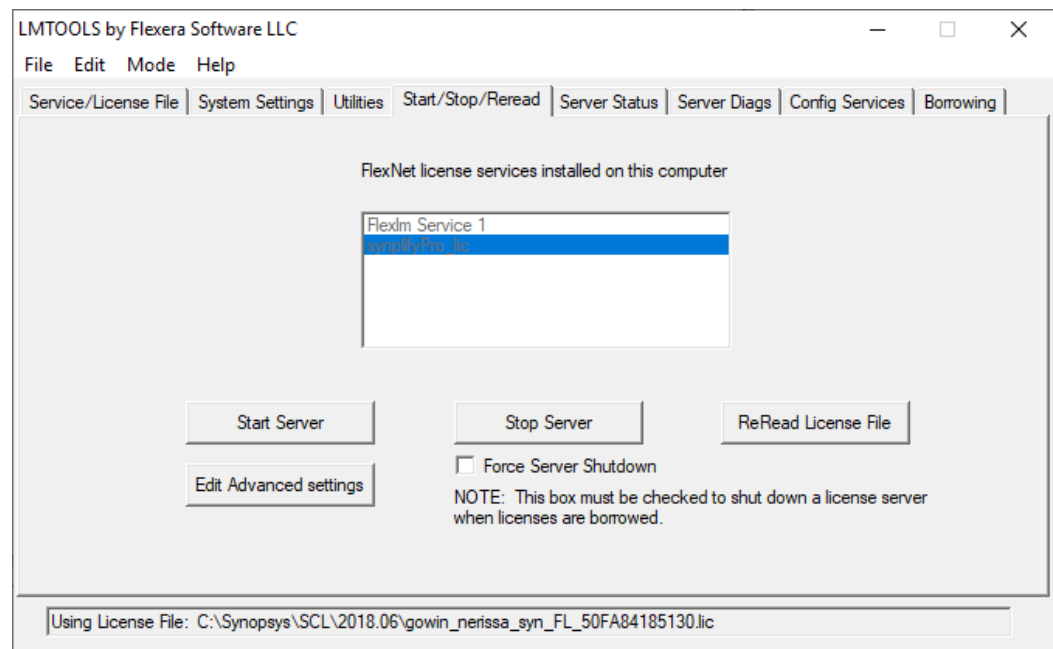 LMTOOLS by Flexera Software LLC
File Edit Mode Help
Service/License File System Settings Utilities Start/Stop/Reread Server Status Server Diags Config Services Borrowing
FlexNet license services installed on this computer
Flexlm Service 1
synplifyPro_lic
Start Server Stop Server ReRead License File
Force Server Shutdown
Edit Advanced settings
NOTE: This box must be checked to shut down a license server
when licenses are borrowed.
Using License File: C:\Synopsys\SCL\2018.06\gowin_nerissa_syn_FL_50FA84185130.lic